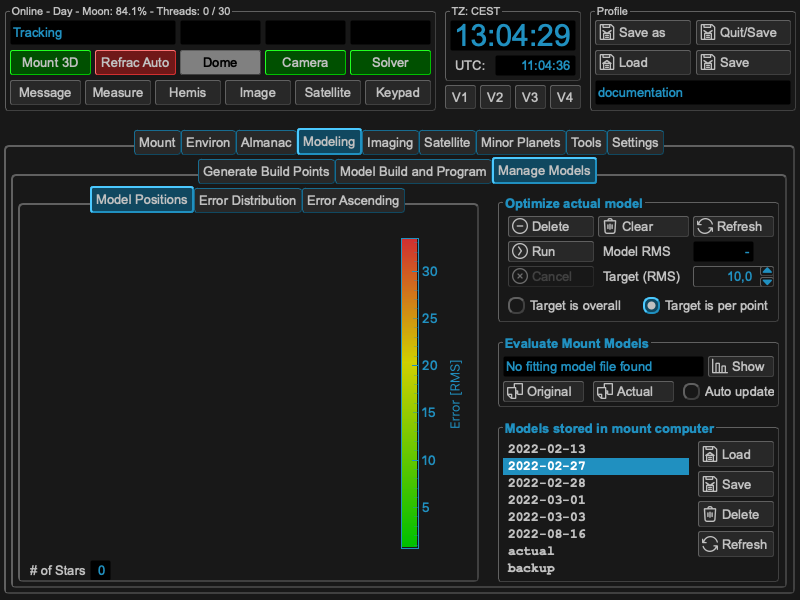 Online - Day - Moon: 84.1% - Threads: 0 / 30
TZ: CEST
Profile
Tracking
13:04:29
Save as
Quit/Save
Mount 3D
Refrac Auto
Dome
Camera
Solver
UTC:
11:04:36
Load
Save
Message
Measure
Hemis
Image
Satellite
Keypad
V1
V2
V3
V4
documentation
Mount
Environ
Almanac
Modeling
Imaging
Satellite
Minor Planets
Tools
Settings
Generate Build Points
Model Build and Program
Manage Models
Model Positions
Error Distribution
Error Ascending
30
25
20
15
10
5
Error [RMS]
# of Stars
0
Optimize actual model
Delete
Clear
Refresh
Run
Model RMS
-
Cancel
Target (RMS)
10,0
Target is overall
Target is per point
Evaluate Mount Models
No fitting model file found
Show
Original
Actual
Auto update
Models stored in mount computer
2022-02-13
2022-02-27
2022-02-28
2022-03-01
2022-03-03
2022-08-16
actual
backup
Load
Save
Delete
Refresh